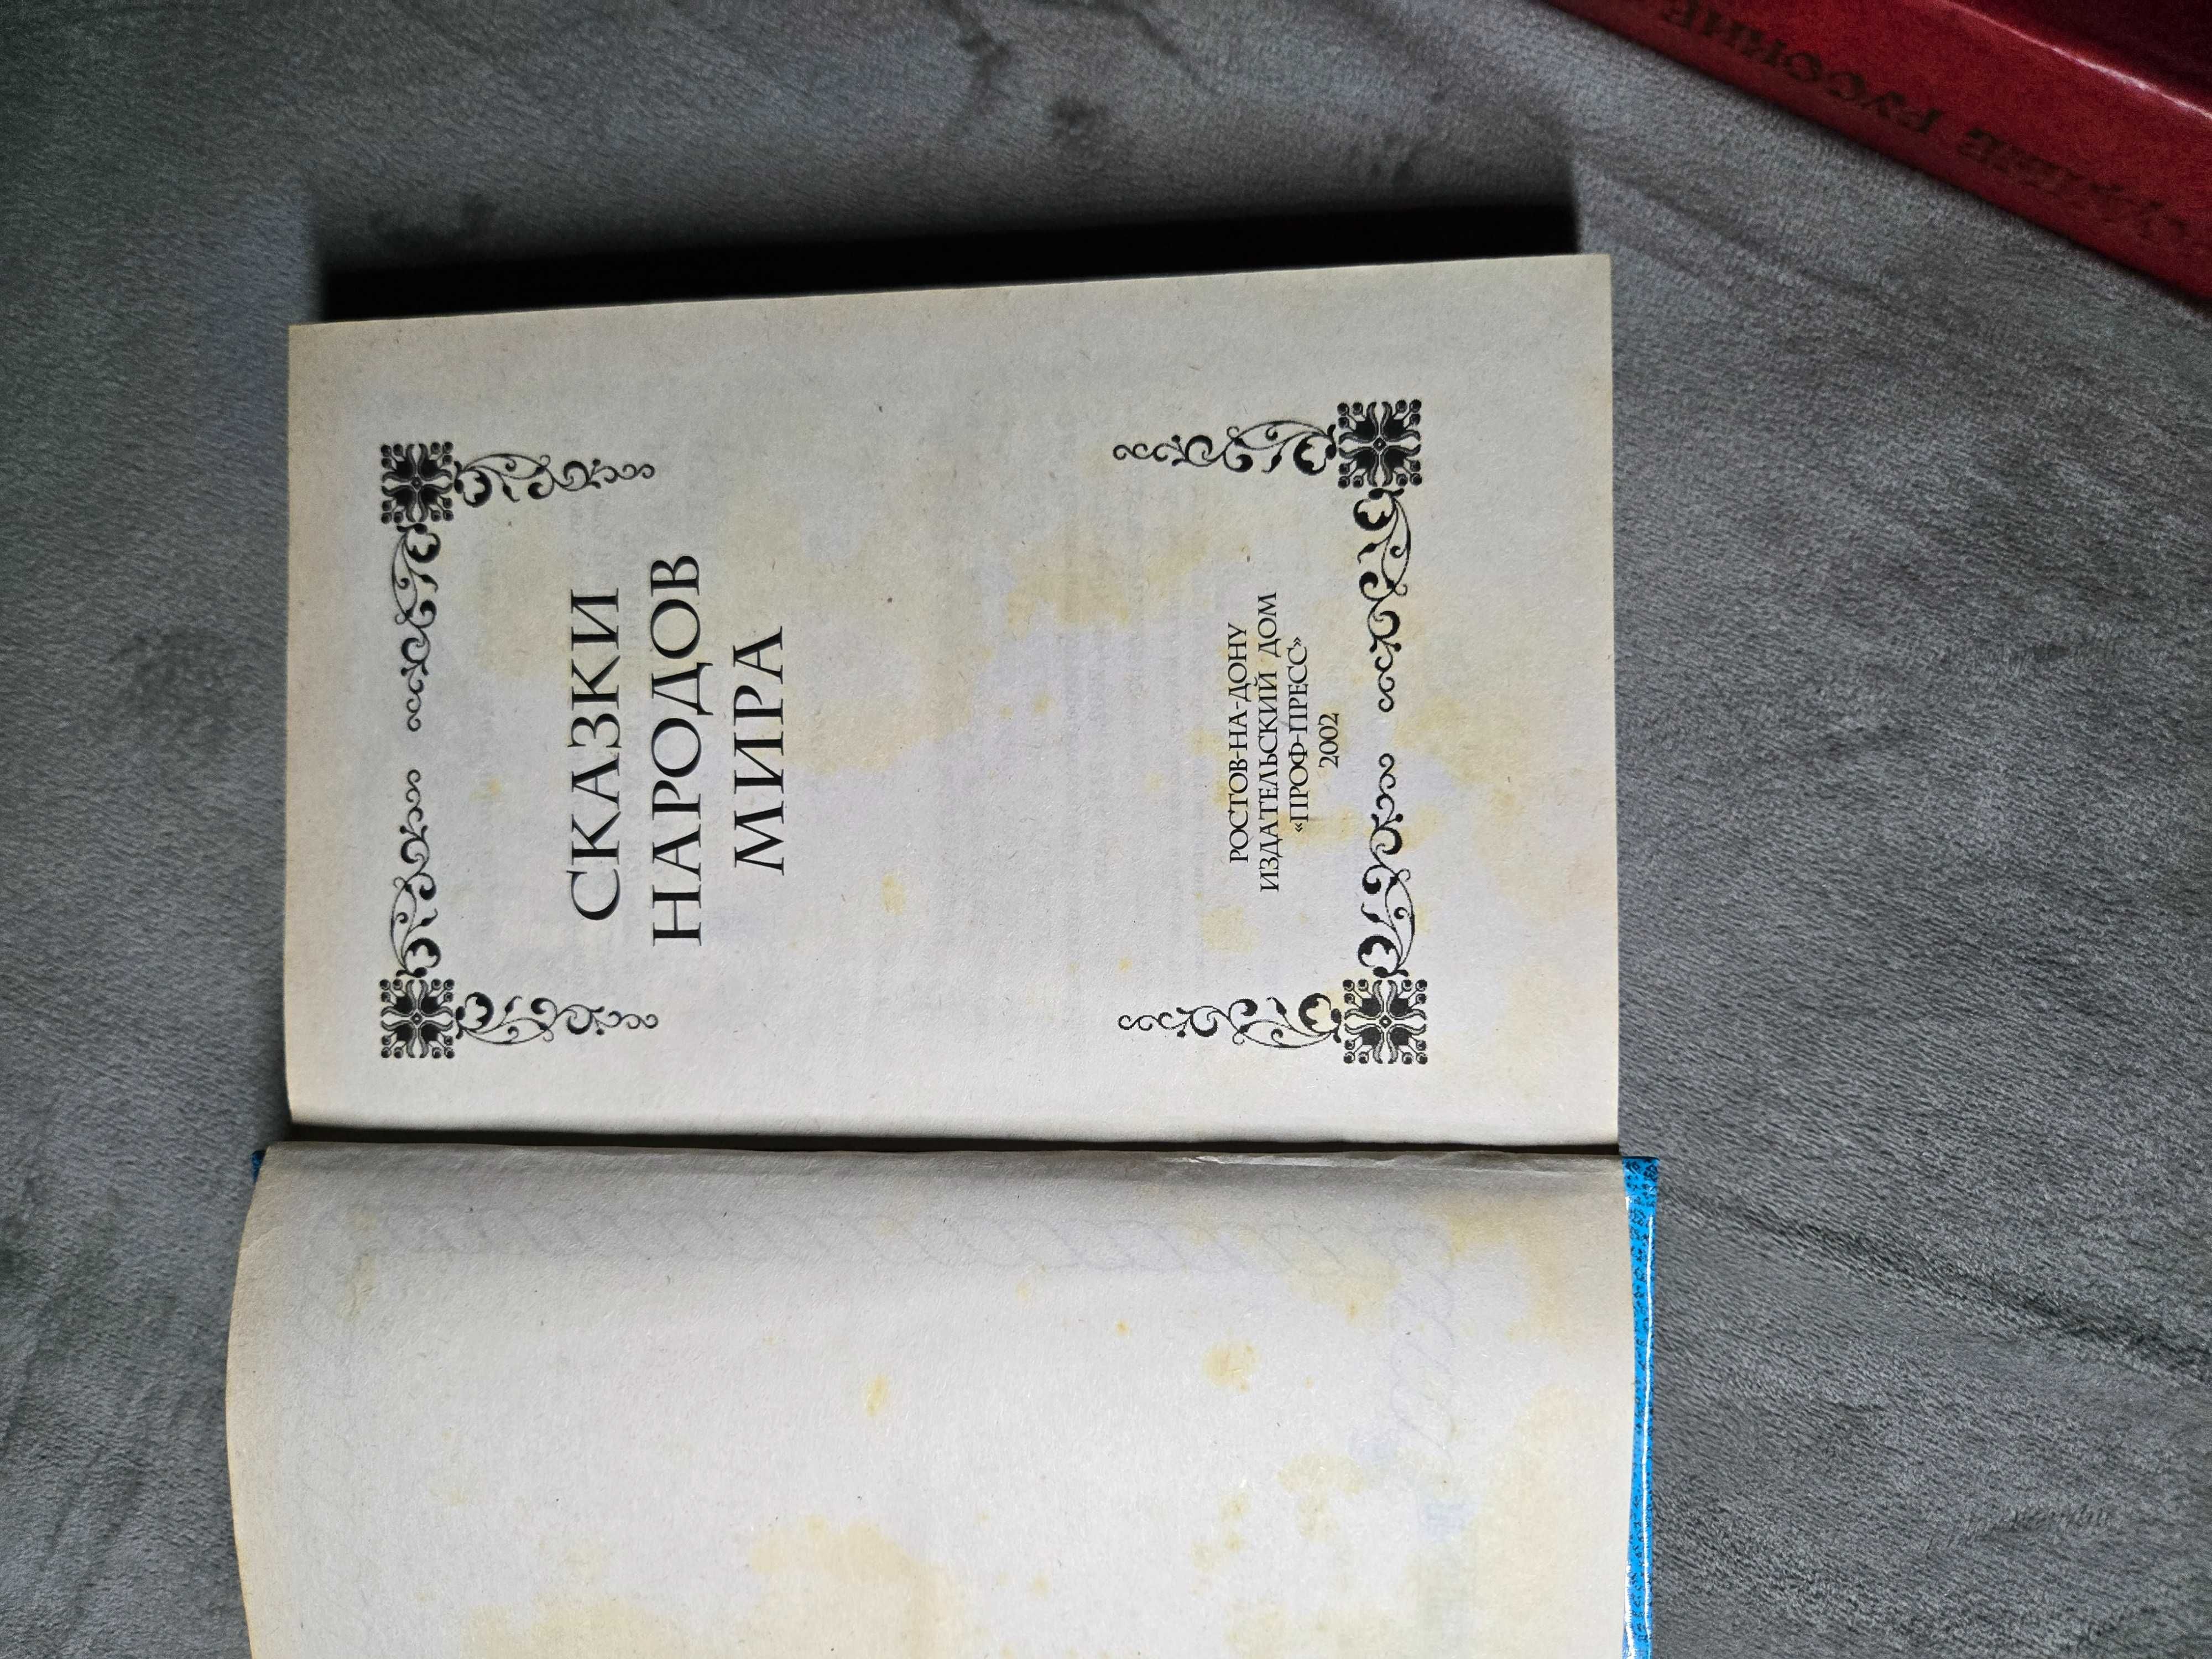 СКАЗКИ
НАРОДОВ
МИРА
РОСТОВ-НА-ДОНУ
ИЗДАТЕЛЬСКИЙ ДОМ
«ПРОФ-ПРЕСС»
2002